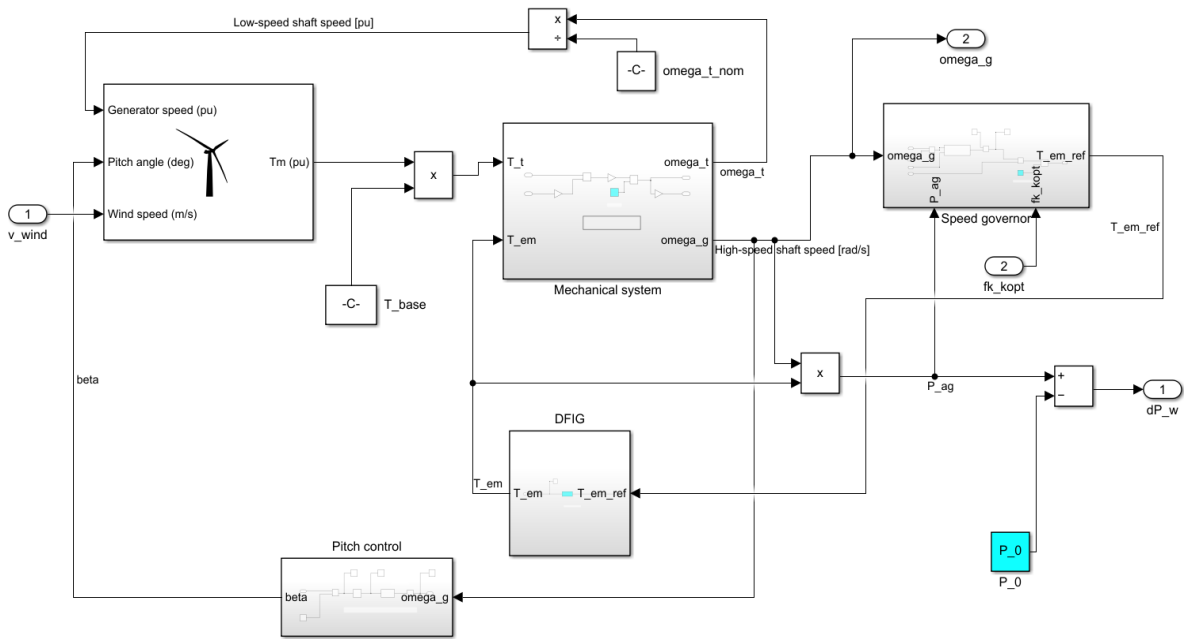 Low-speed shaft speed [pu]
x
÷
-C-
omega_t_nom
2
omega_g
Generator speed (pu)
Pitch angle (deg)
Wind speed (m/s)
Tm (pu)
1
v_wind
x
-C-
T_base
T_t
T_em
omega_t
omega_g
Mechanical system
omega_t
High-speed shaft speed [rad/s]
omega_g
P_ag
fk_kopt
T_em_ref
Speed governor
T_em_ref
2
fk_kopt
beta
x
P_ag
+
−
1
dP_w
DFIG
T_em
T_em
T_em_ref
P_0
P_0
Pitch control
beta
omega_g